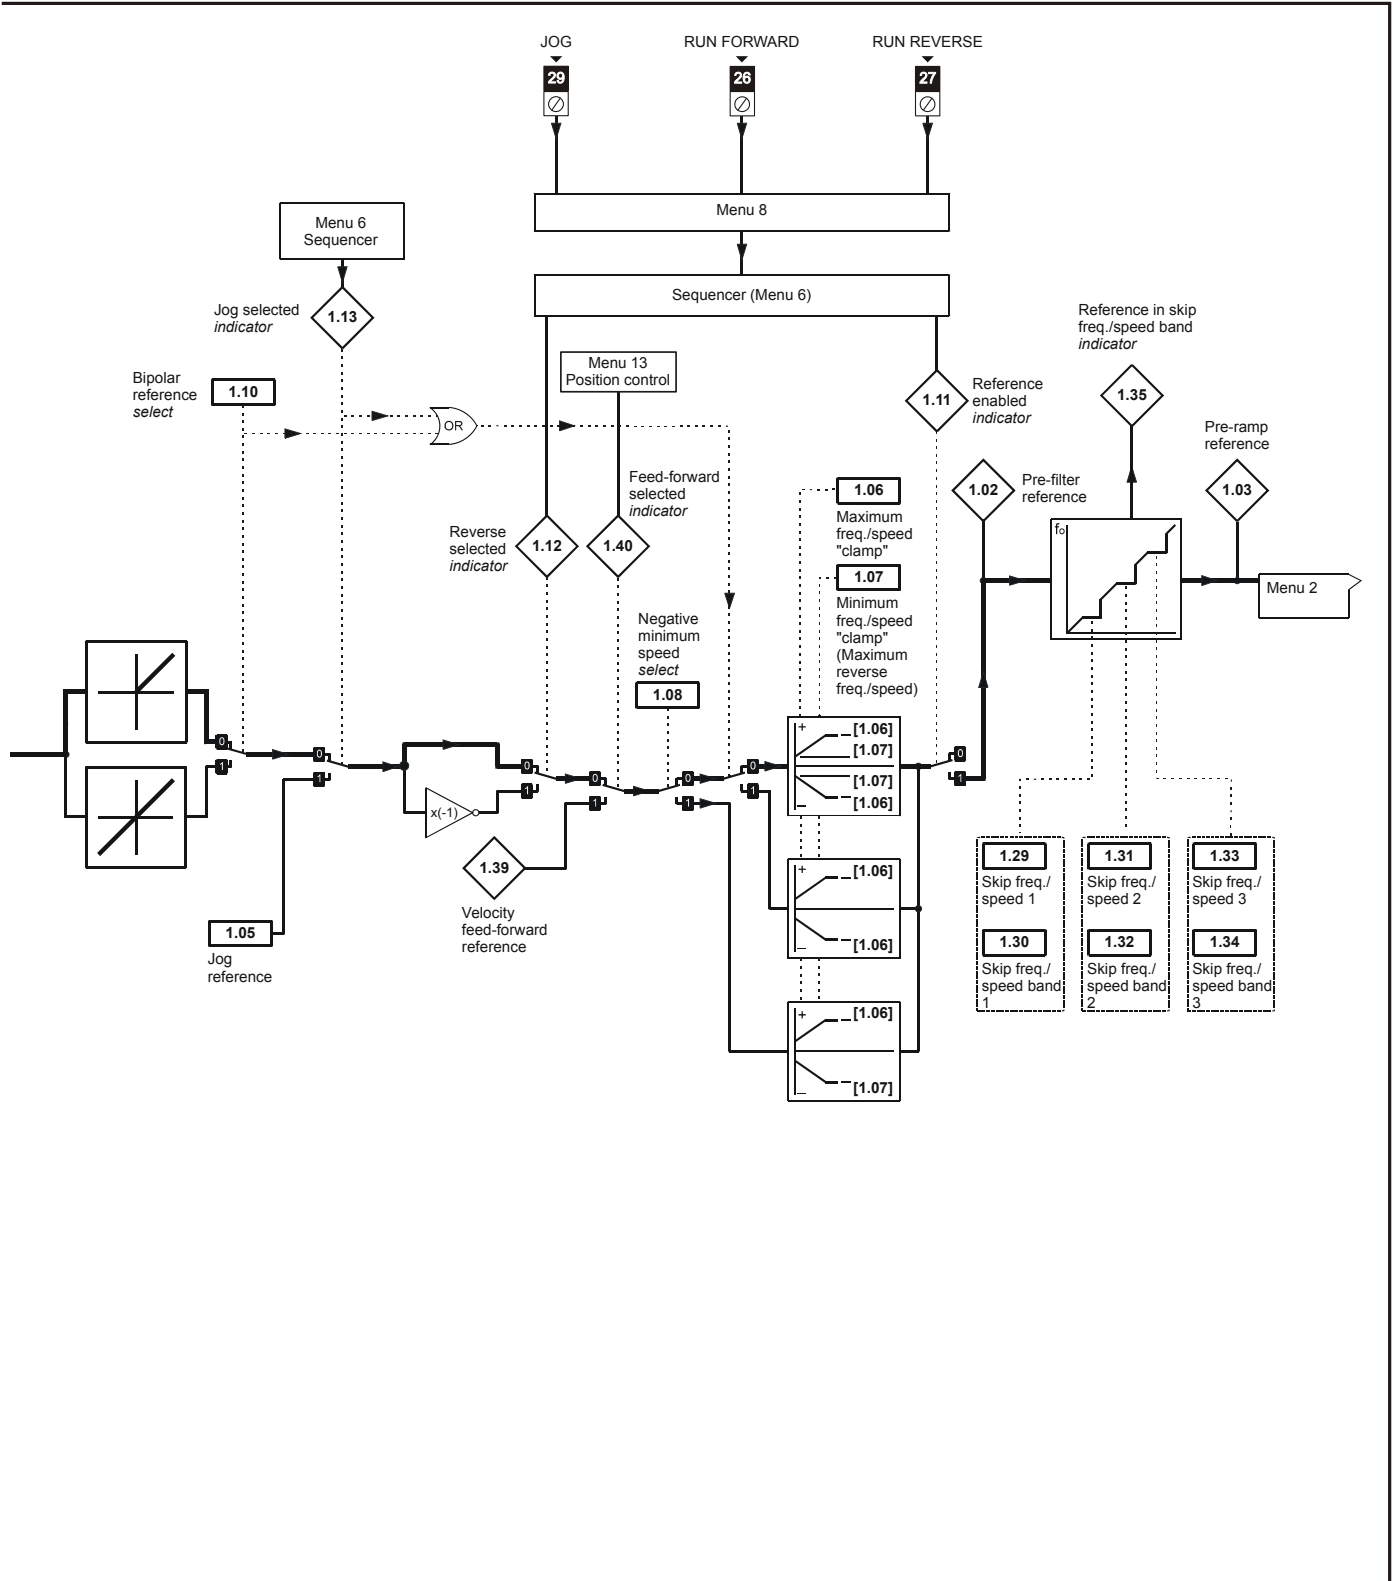 JOG
RUN FORWARD
RUN REVERSE
29
26
27
Menu 8
Menu 6
Sequencer
Sequencer (Menu 6)
Jog selected
indicator
1.13
Reference in skip
freq./speed band
indicator
1.35
Menu 13
Position control
Bipolar
reference
select
1.10
OR
1.11
Reference
enabled
indicator
Pre-ramp
reference
1.03
1.02
Pre-filter
reference
Feed-forward
selected
indicator
1.06
Maximum
freq./speed
"clamp"
Reverse
selected
indicator
1.12
1.40
fo
1.07
Minimum
freq./speed
"clamp"
(Maximum
reverse
freq./speed)
Menu 2
Negative
minimum
speed
select
1.08
0
1
0
1
x(-1)
0
1
0
1
0
1
0
1
+
[1.06]
[1.07]
[1.07]
_
[1.06]
0
1
1.39
Velocity
feed-forward
reference
+
[1.06]
_
[1.06]
1.05
Jog
reference
1.29
Skip freq./
speed 1
1.30
Skip freq./
speed band
1
1.31
Skip freq./
speed 2
1.32
Skip freq./
speed band
2
1.33
Skip freq./
speed 3
1.34
Skip freq./
speed band
3
+
[1.06]
_
[1.07]